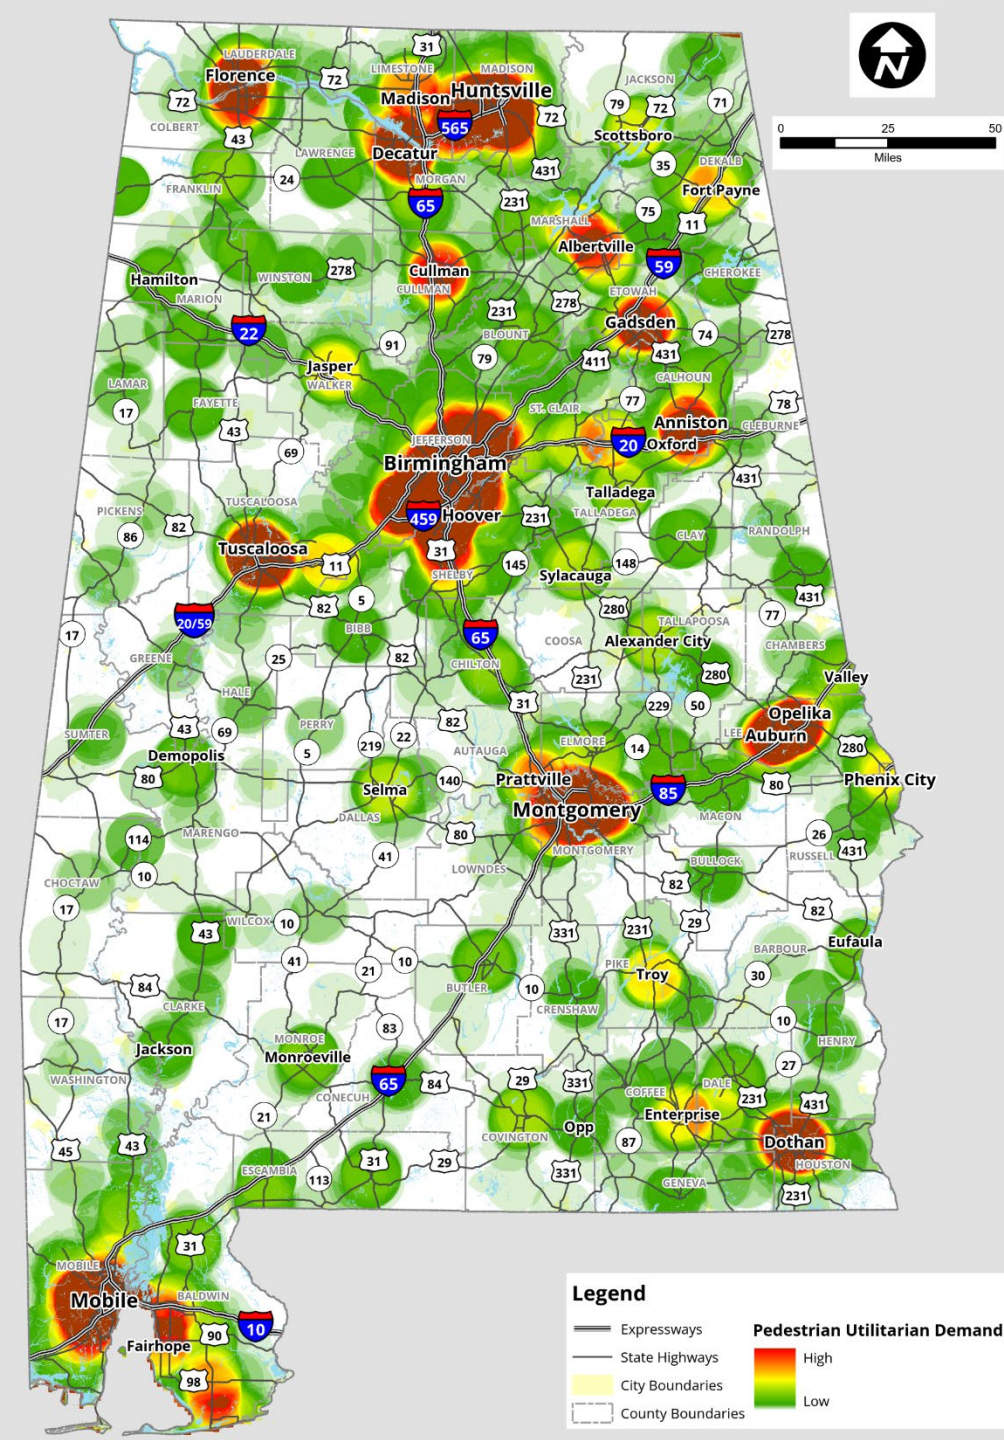 N
0 25 50
Miles
31
LAUDERDALE
Florence
72
LIMESTONE
MADISON
JACKSON
Madison
Huntsville
72
79
72
71
565
72
COLBERT
43
Scottsboro
Decatur
LAWRENCE
35
DEKALB
24
MORGAN
431
FRANKLIN
Fort Payne
65
231
75
MARSHALL
11
Albertville
59
278
Cullman
CHEROKEE
Hamilton
WINSTON
CULLMAN
ETOWAH
MARION
278
231
22
Gadsden
BLOUNT
74
278
91
79
411
431
Jasper
CALHOUN
WALKER
LAMAR
77
78
17
FAYETTE
ST. CLAIR
Anniston
CLEBURNE
43
JEFFERSON
20
Oxford
69
Birmingham
431
Talladega
TUSCALOOSA
PICKENS
82
459
Hoover
231
TALLADEGA
86
CLAY
RANDOLPH
Tuscaloosa
31
11
145
148
SHELBY
Sylacauga
431
5
82
280
77
20/59
17
BIBB
65
TALLAPOOSA
COOSA
Alexander City
CHAMBERS
GREENE
25
82
CHILTON
231
280
Valley
HALE
31
229
50
Opelika
43
69
PERRY
82
SUMTER
LEE
Auburn
280
5
219
22
AUTAUGA
ELMORE
14
Demopolis
80
140
Prattville
80
Phenix City
Selma
85
Montgomery
DALLAS
MACON
114
MARENGO
80
26
MONTGOMERY
RUSSELL
431
41
BULLOCK
CHOCTAW
10
LOWNDES
82
17
82
WILCOX
10
29
43
331
231
Eufaula
41
21
10
BARBOUR
PIKE
Troy
30
84
BUTLER
10
CRENSHAW
CLARKE
17
83
10
MONROE
HENRY
Jackson
Monroeville
27
WASHINGTON
65
84
29
331
DALE
COFFEE
CONECUH
231
431
21
Enterprise
Opp
COVINGTON
87
Dothan
45
43
31
29
HOUSTON
ESCAMBIA
331
113
GENEVA
231
31
MOBILE
BALDWIN
Mobile
10
90
Fairhope
98
Legend
Expressways
State Highways
City Boundaries
County Boundaries
Pedestrian Utilitarian Demand
High
Low